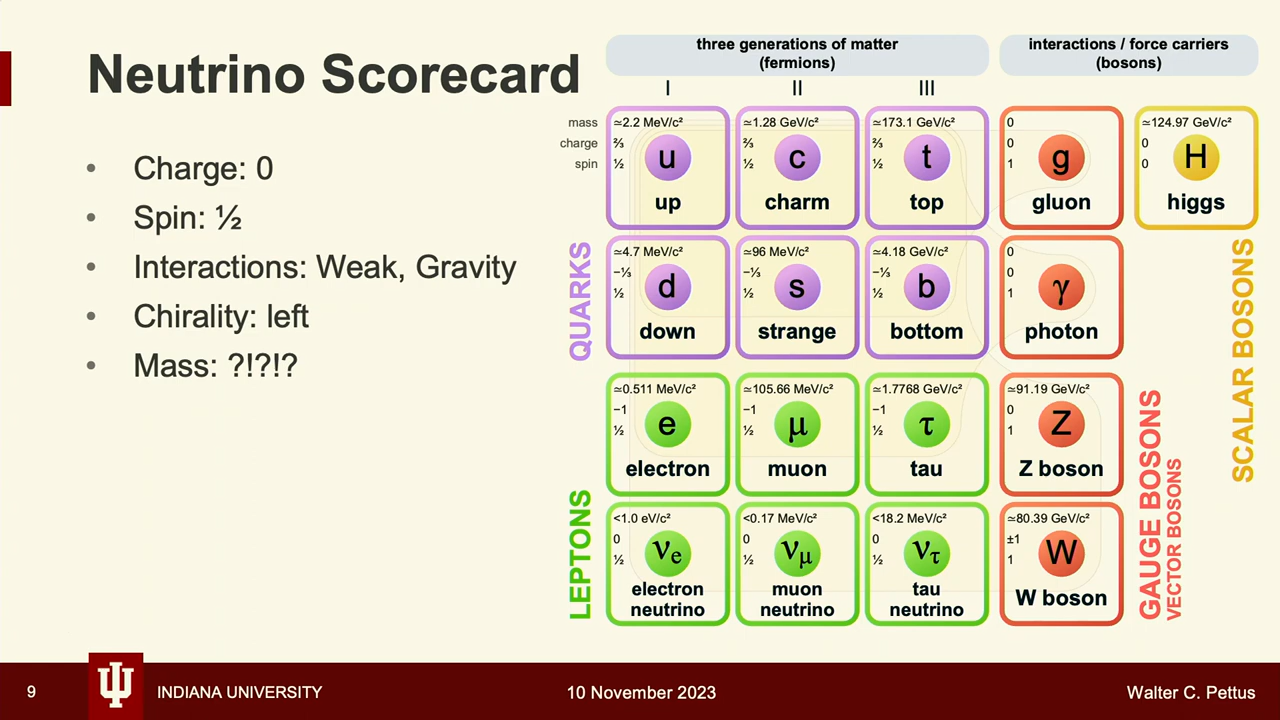 Neutrino Scorecard
• Charge: 0
• Spin: ½
• Interactions: Weak, Gravity
• Chirality: left
• Mass: ?!?!?
three generations of matter
(fermions)
interactions / force carriers
(bosons)
I
II
III
mass
charge
spin
≃2.2 MeV/c²
⅔
½
u
up
≃1.28 GeV/c²
⅔
½
c
charm
≃173.1 GeV/c²
⅔
½
t
top
0
0
1
g
gluon
≃124.97 GeV/c²
0
0
H
higgs
QUARKS
≃4.7 MeV/c²
−⅓
½
d
down
≃96 MeV/c²
−⅓
½
s
strange
≃4.18 GeV/c²
−⅓
½
b
bottom
0
0
1
γ
photon
SCALAR BOSONS
LEPTONS
≃0.511 MeV/c²
−1
½
e
electron
≃105.66 MeV/c²
−1
½
μ
muon
≃1.7768 GeV/c²
−1
½
τ
tau
≃91.19 GeV/c²
0
1
Z
Z boson
GAUGE BOSONS
VECTOR BOSONS
<1.0 eV/c²
0
½
νe
electron
neutrino
<0.17 MeV/c²
0
½
νμ
muon
neutrino
<18.2 MeV/c²
0
½
ντ
tau
neutrino
≃80.39 GeV/c²
±1
1
W
W boson
9
INDIANA UNIVERSITY
10 November 2023
Walter C. Pettus